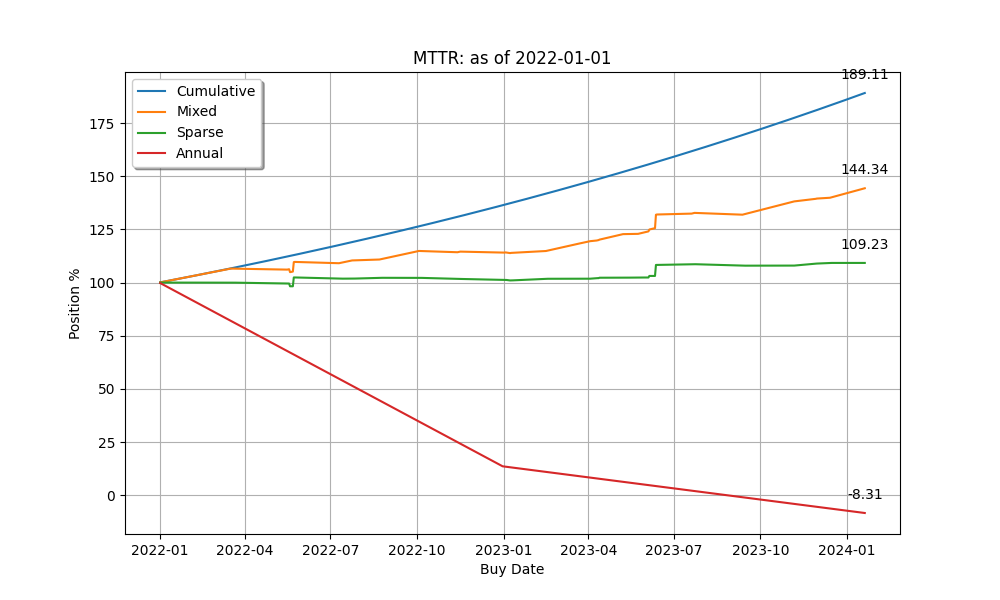 MTTR: as of 2022-01-01
189.11
Cumulative
Mixed
Sparse
Annual
144.34
109.23
-8.31
175
150
125
100
75
50
25
0
Position %
2022-01 2022-04 2022-07 2022-10 2023-01 2023-04 2023-07 2023-10 2024-01
Buy Date